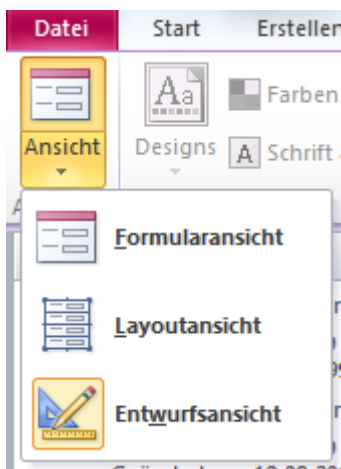 Datei Start Erstellen
Farben
Ansicht Designs A Schrift
Formularansicht
Layoutansicht
Entwurfsansicht